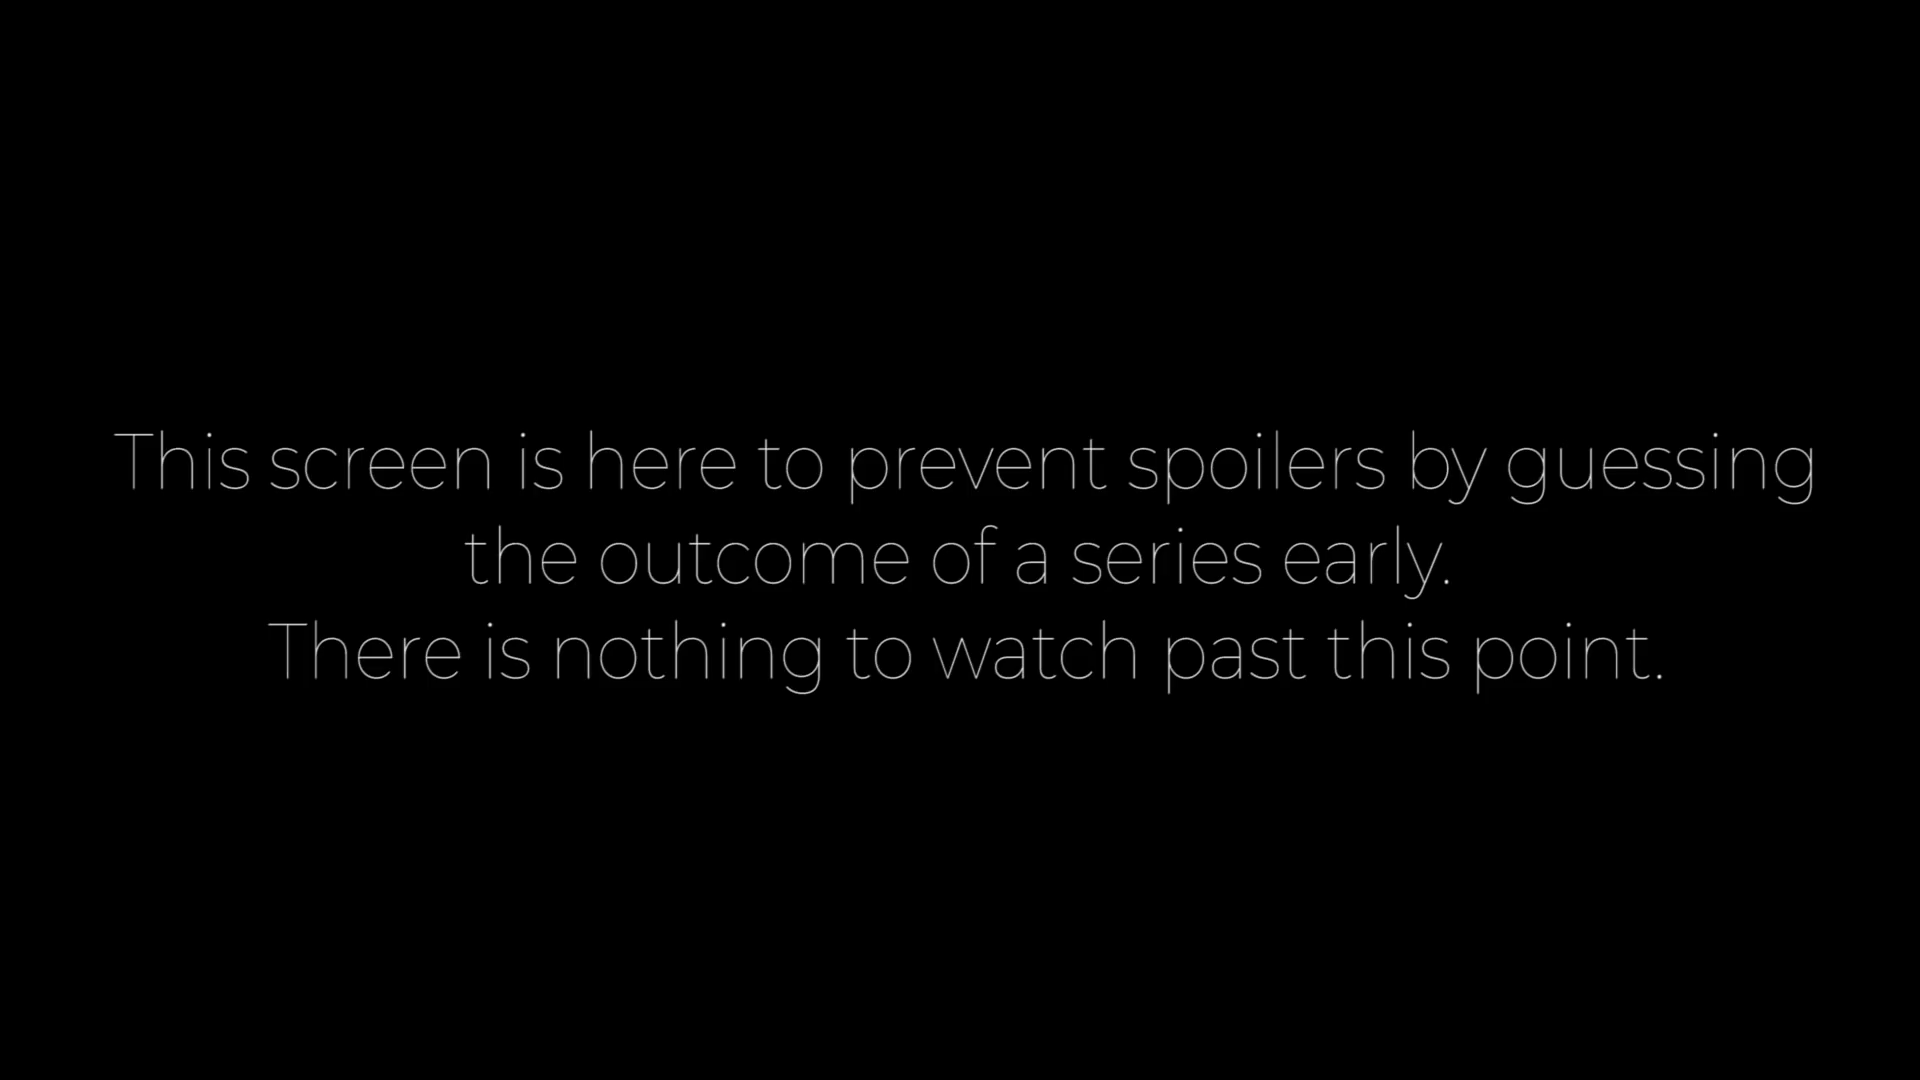 This screen is here to prevent spoilers by guessing
the outcome of a series early.
There is nothing to watch past this point.